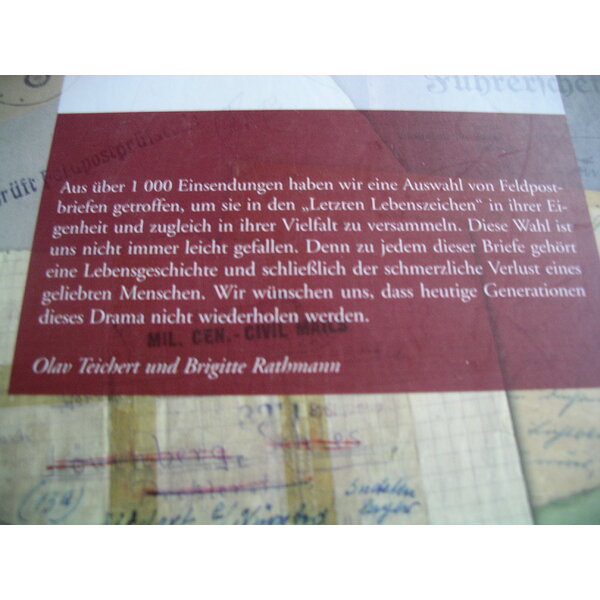 Führersche
prüft Feldpostprüfst
Aus über 1 000 Einsendungen haben wir eine Auswahl von Feldpost-
briefen getroffen, um sie in den „Letzten Lebenszeichen“ in ihrer Ei-
genheit und zugleich in ihrer Vielfalt zu versammeln. Diese Wahl ist
uns nicht immer leicht gefallen. Denn zu jedem dieser Briefe gehört
eine Lebensgeschichte und schließlich der schmerzliche Verlust eines
geliebten Menschen. Wir wünschen uns, dass heutige Generationen
dieses Drama nicht wiederholen werden.
MIL. CEN.-CIVIL MAILS
Olav Teichert und Brigitte Rathmann